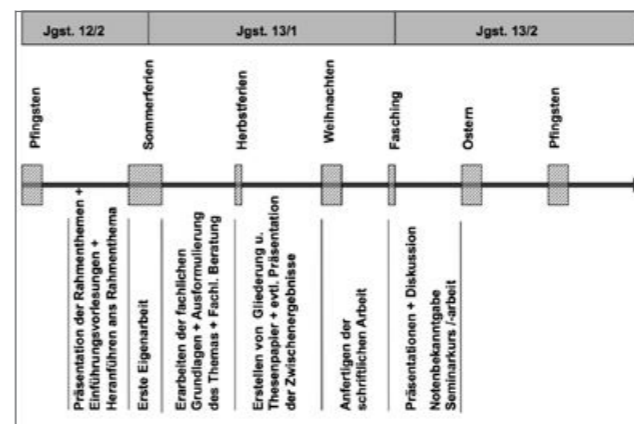 Jgst. 12/2
Jgst. 13/1
Jgst. 13/2
Pfingsten
Sommerferien
Herbstferien
Weihnachten
Fasching
Ostern
Pfingsten
Präsentation der Rahmenthemen +
Einführungsvorlesungen +
Heranführen ans Rahmenthema
Erste Eigenarbeit
Erarbeiten der fachlichen
Grundlagen + Ausformulierung
des Themas + Fachl. Beratung
Erstellen von Gliederung u.
Thesenpapier + evtl. Präsentation
der Zwischenergebnisse
Anfertigen der
schriftlichen Arbeit
Präsentationen + Diskussion
Notenbekanntgabe
Seminarkurs /-arbeit